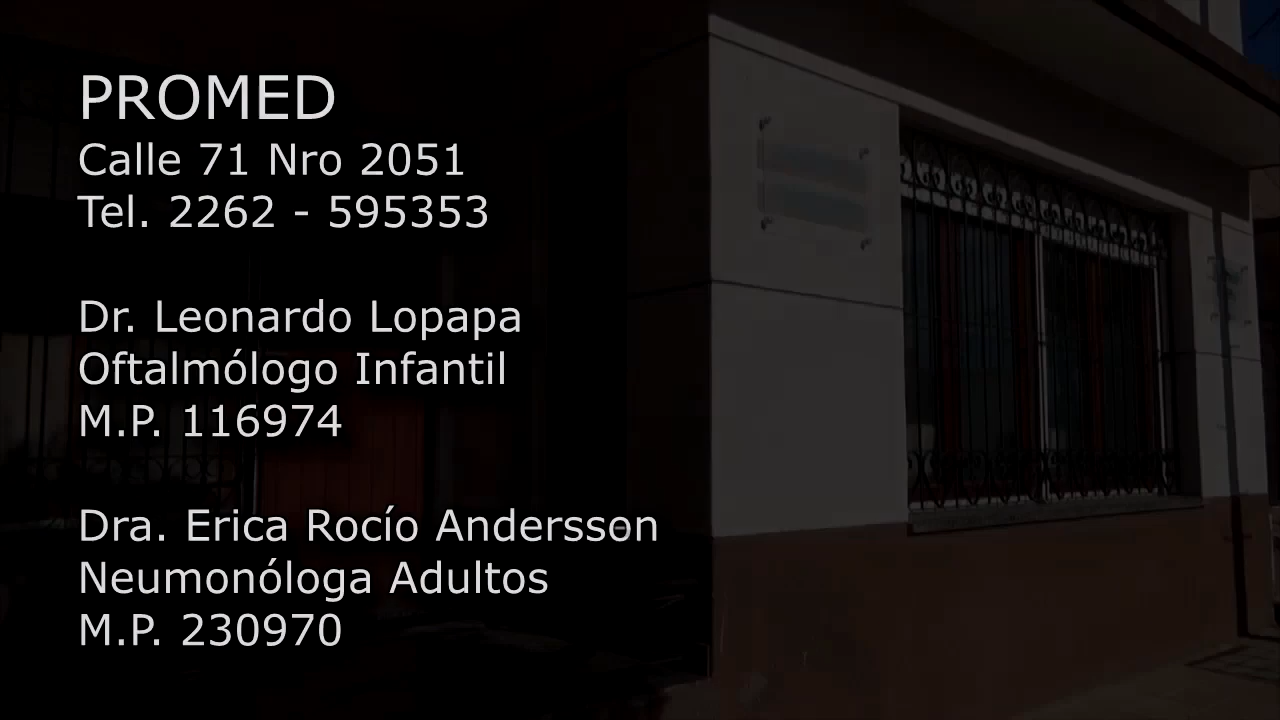 PROMED
Calle 71 Nro 2051
Tel. 2262 - 595353
Dr. Leonardo Lopapa
Oftalmólogo Infantil
M.P. 116974
Dra. Erica Rocío Andersson
Neumonóloga Adultos
M.P. 230970